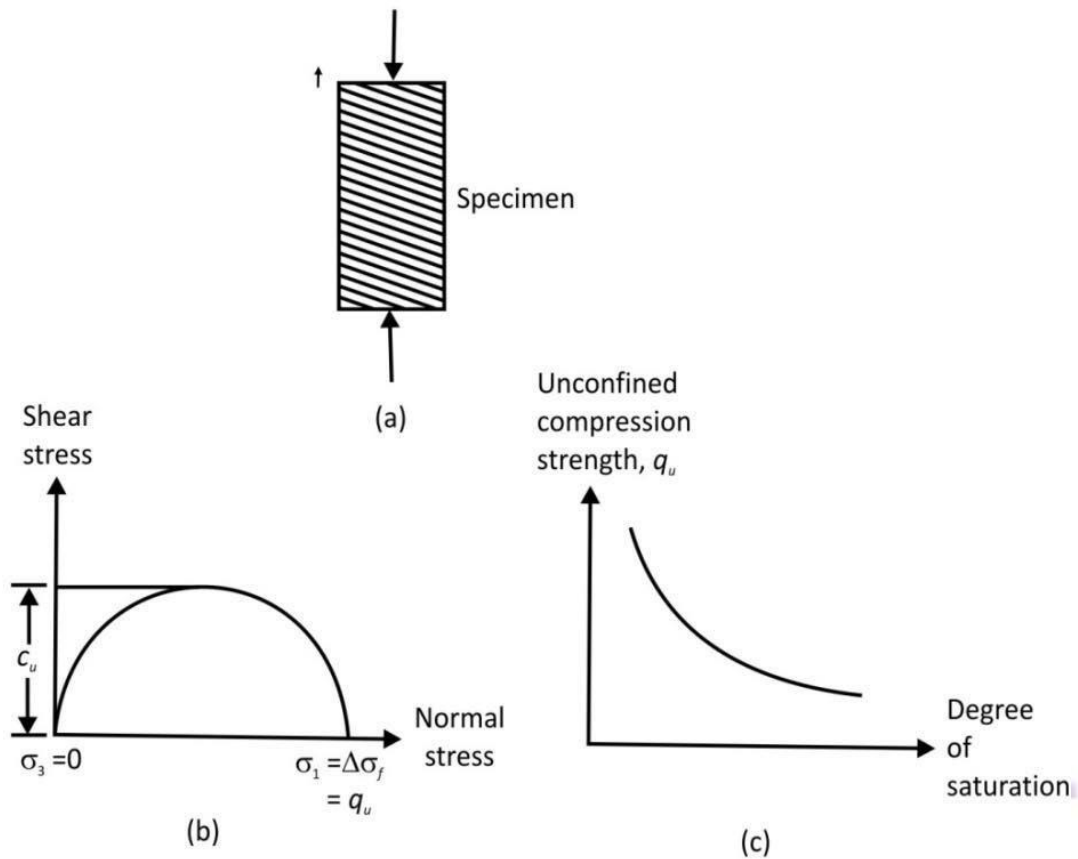 Specimen
(a)
Shear
stress
c_u
σ_3 =0
σ_1 =Δσ_f
= q_u
Normal
stress
(b)
Unconfined
compression
strength, q_u
Degree
of
saturation
(c)